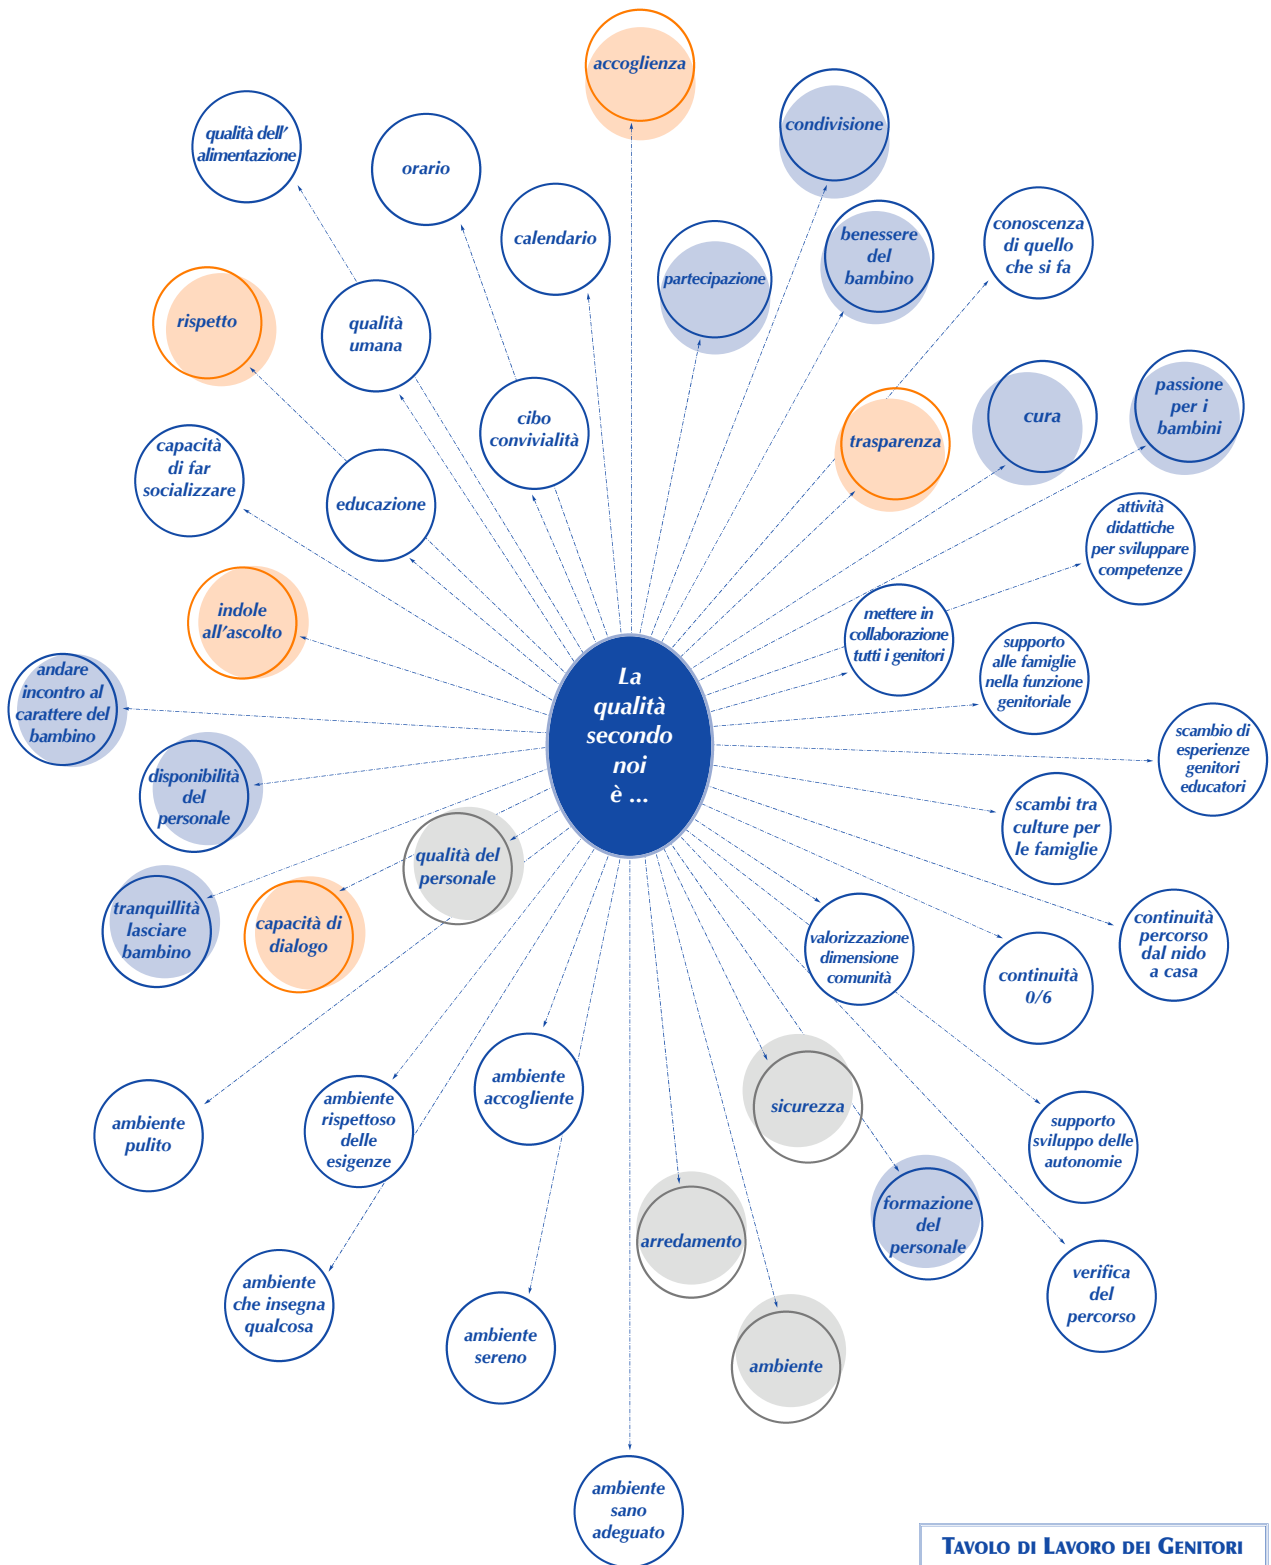 accoglienza
condivisione
qualità dell'
alimentazione
orario
calendario
partecipazione
benessere
del
bambino
conoscenza
di quello
che si fa
rispetto
qualità
umana
cibo
convivialità
trasparenza
cura
passione
per i
bambini
capacità
di far
socializzare
educazione
attività
didattiche
per sviluppare
competenze
indole
all'ascolto
mettere in
collaborazione
tutti i genitori
supporto
alle famiglie
nella funzione
genitoriale
andare
incontro al
carattere del
bambino
La
qualità
secondo
noi
è ...
scambio di
esperienze
genitori
educatori
disponibilità
del
personale
scambi tra
culture per
le famiglie
qualità del
personale
tranquillità
lasciare
bambino
capacità di
dialogo
valorizzazione
dimensione
comunità
continuità
0/6
continuità
percorso
dal nido
a casa
ambiente
pulito
ambiente
rispettoso
delle
esigenze
ambiente
accogliente
sicurezza
supporto
sviluppo delle
autonomie
arredamento
formazione
del
personale
ambiente
che insegna
qualcosa
ambiente
sereno
ambiente
verifica
del
percorso
ambiente
sano
adeguato
TAVOLO DI LAVORO DEI GENITORI